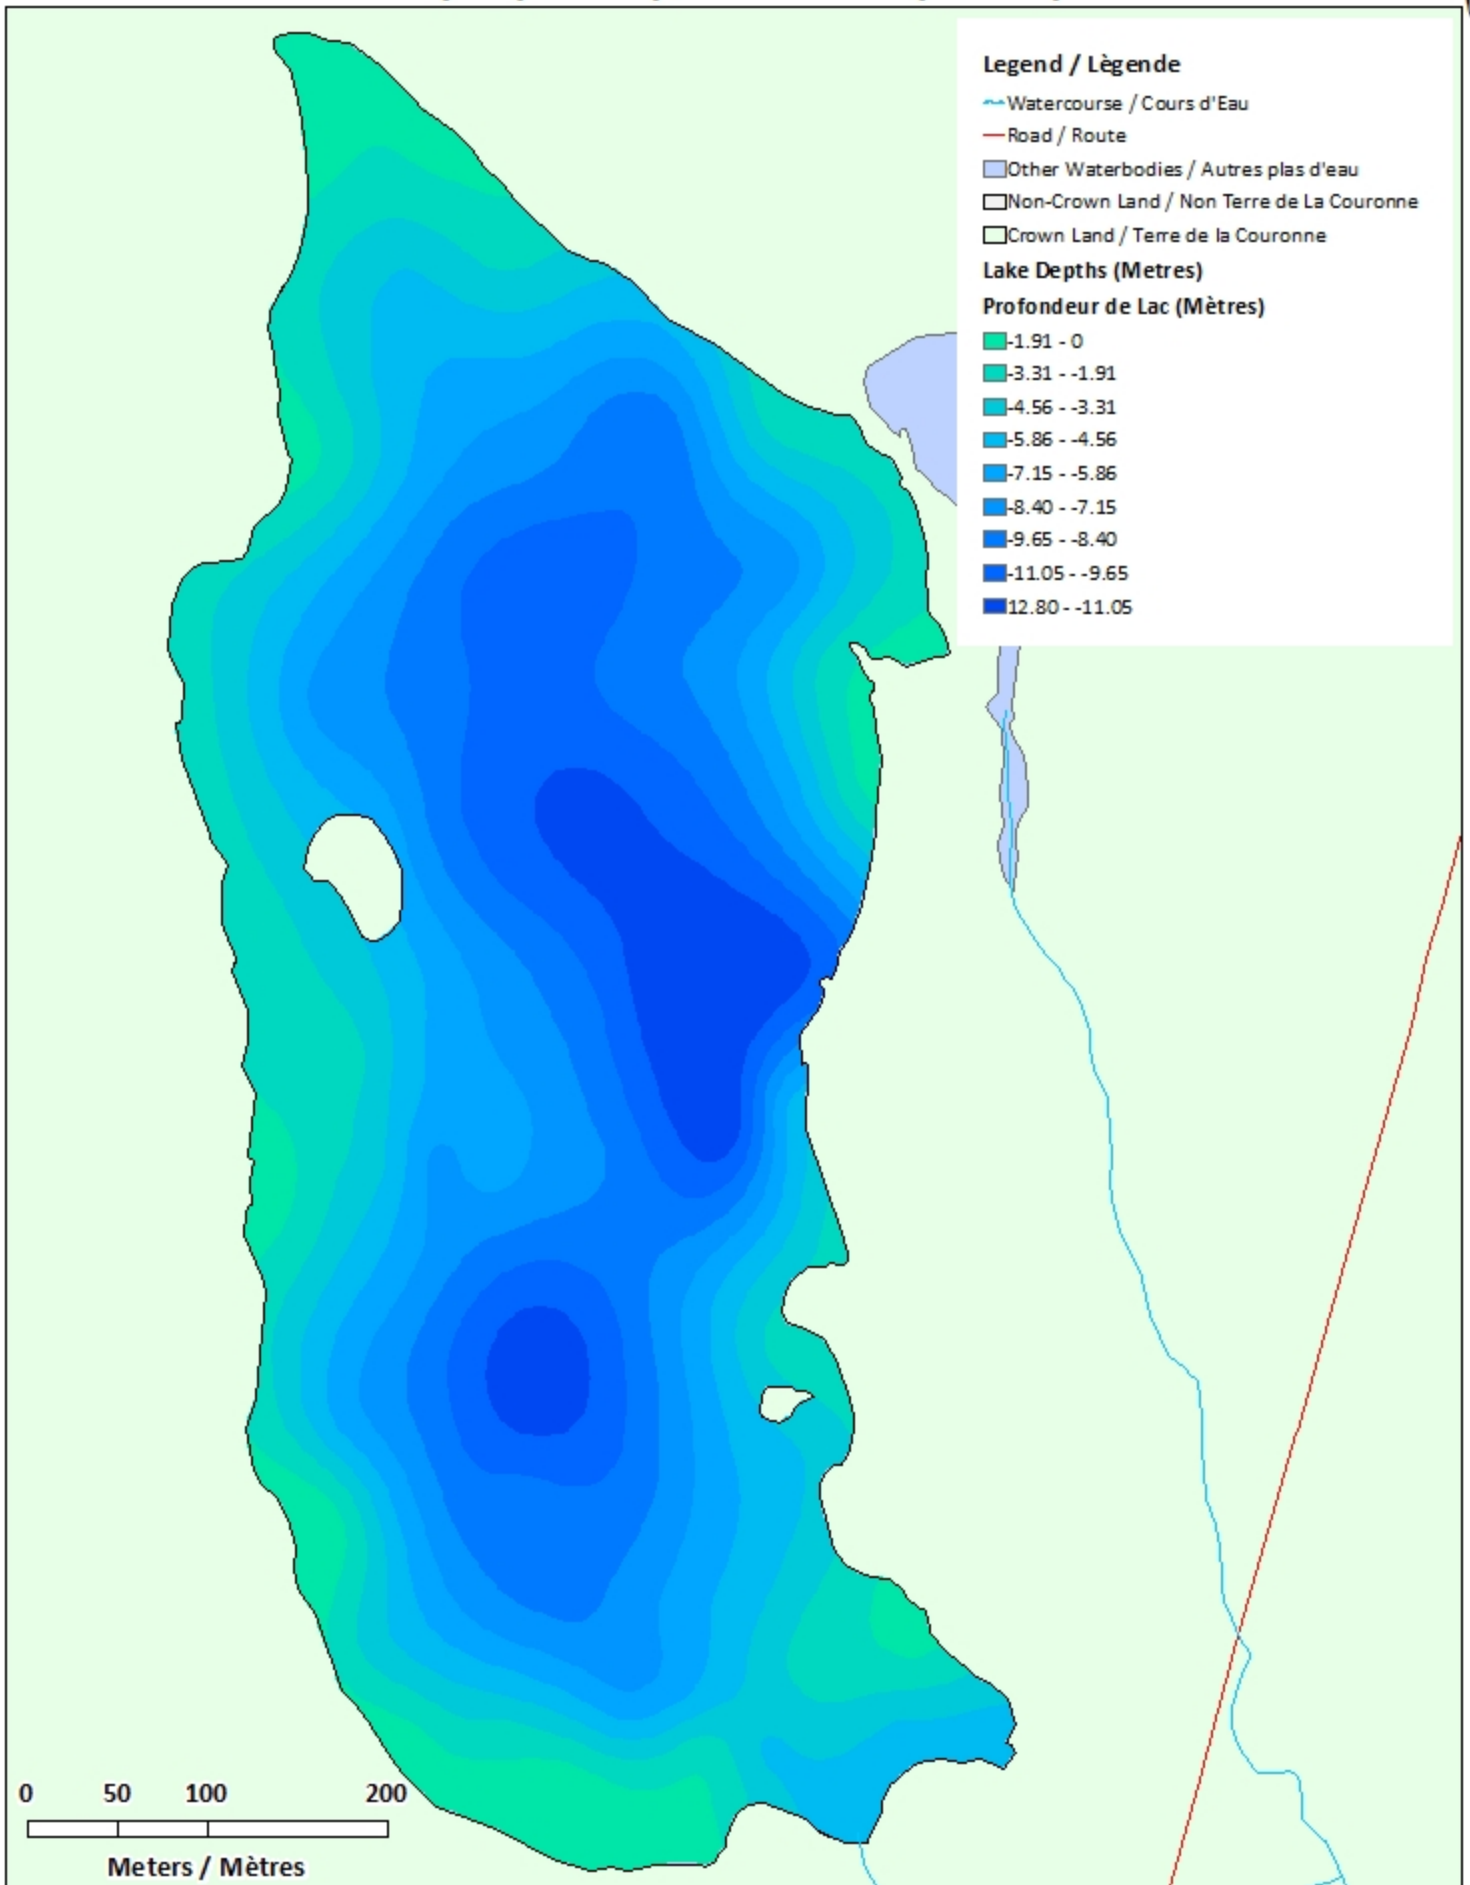 Legend / Lègende
Watercourse / Cours d'Eau
Road / Route
Other Waterbodies / Autres plas d'eau
Non-Crown Land / Non Terre de La Couronne
Crown Land / Terre de la Couronne
Lake Depths (Metres)
Profondeur de Lac (Mètres)
-1.91 - 0
-3.31 - -1.91
-4.56 - -3.31
-5.86 - -4.56
-7.15 - -5.86
-8.40 - -7.15
-9.65 - -8.40
-11.05 - -9.65
12.80 - -11.05
0 50 100 200
Meters / Mètres